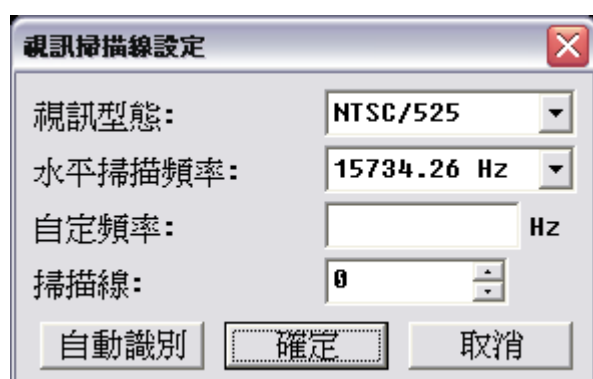 視訊掃描線設定
視訊型態: NTSC/525
水平掃描頻率: 15734.26 Hz
自定頻率: Hz
掃描線: 0
自動識別 確定 取消